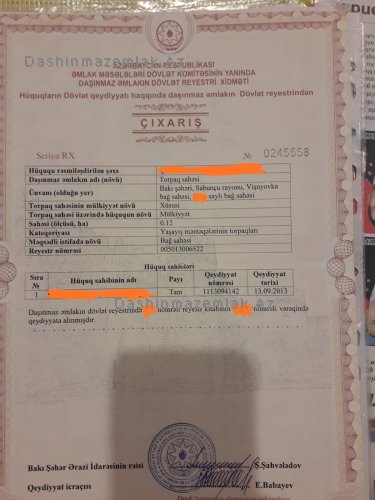 AZƏRBAYCAN RESPUBLİKASI
ƏMLAK MƏSƏLƏLƏRİ DÖVLƏT KOMİTƏSİNİN YANINDA
DAŞINMAZ ƏMLAKIN DÖVLƏT REYESTRİ XİDMƏTİ
Dashinmazemlak.Az
Hüquqların Dövlət qeydiyyatı haqqında daşınmaz əmlakın Dövlət reyestrindən
ÇIXARIŞ
Seriya RX № 0245558
Hüququ rəsmiləşdirilən şəxs
Daşınmaz əmlakın adı (növü) Torpaq sahəsi
Ünvanı (olduğu yer) Bakı şəhəri, Sabunçu rayonu, Vişnyovka
bağ sahəsi, saylı bağ sahəsi
Torpaq sahəsinin mülkiyyət növü Xüsusi
Torpaq sahəsi üzərində hüququn növü Mülkiyyət
Sahəsi (ölçüsü, ha) 0.12
Kateqoriyası Yaşayış məntəqələrinin torpaqları
Məqsədli istifadə növü Bağ sahəsi
Reyestr nömrəsi 005013006522
Hüquq sahibləri
Sıra № Hüquq sahibinin adı Payı Qeydiyyat nömrəsi Qeydiyyat tarixi
1 Tam 1113094142 13.09.2013
Dashinmazemlak.Az
Daşınmaz əmlakın dövlət reyestrində nömrəli reyestr kitabının nömrəli vərəqində
qeydiyyata alınmışdır.
Bakı Şəhər Ərazi İdarəsinin rəisi S.Şahvələdov
Qeydiyyat icraçısı E.Babayev